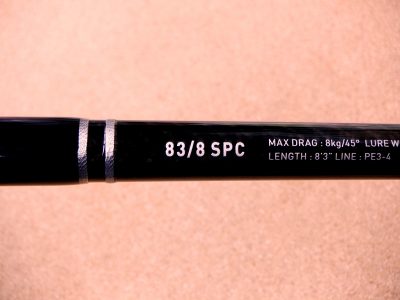 83/8 SPC
MAX DRAG : 8kg/45° LURE W
LENGTH : 8'3" LINE : PE3-4